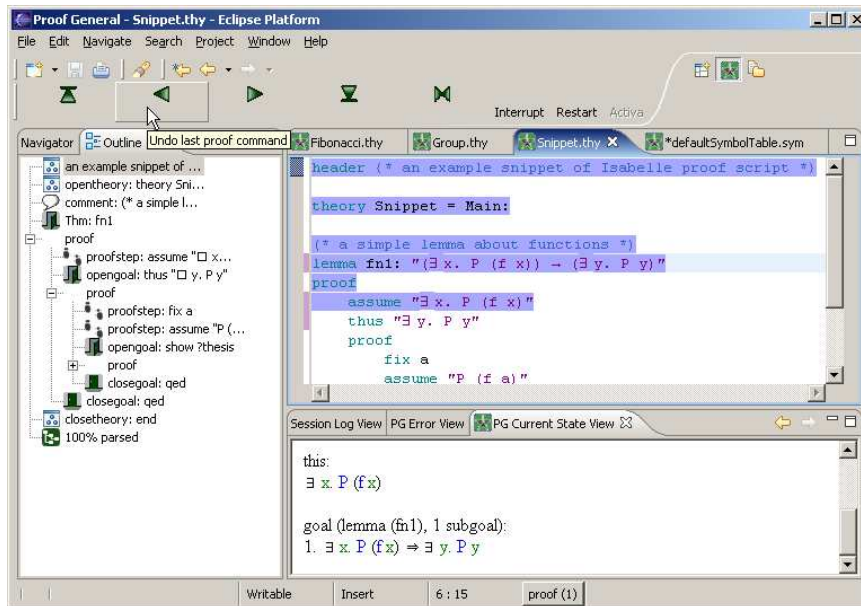 Proof General - Snippet.thy - Eclipse Platform
File Edit Navigate Search Project Window Help
Interrupt Restart Activa
Navigator Outline
Undo last proof command
Fibonacci.thy Group.thy Snippet.thy *defaultSymbolTable.sym
an example snippet of ...
opentheory: theory Sni...
comment: (* a simple l...
Thm: fn1
proof
proofstep: assume "□ x...
opengoal: thus "□ y. P y"
proof
proofstep: fix a
proofstep: assume "P (...
opengoal: show ?thesis
proof
closegoal: qed
closegoal: qed
closetheory: end
100% parsed
header (* an example snippet of Isabelle proof script *)
theory Snippet = Main:
(* a simple lemma about functions *)
lemma fn1: "(∃ x. P (f x)) → (∃ y. P y)"
proof
assume "∃ x. P (f x)"
thus "∃ y. P y"
proof
fix a
assume "P (f a)"
Session Log View PG Error View PG Current State View
this:
∃ x. P (f x)
goal (lemma (fn1), 1 subgoal):
1. ∃ x. P (f x) ⇒ ∃ y. P y
Writable Insert 6 : 15 proof (1)